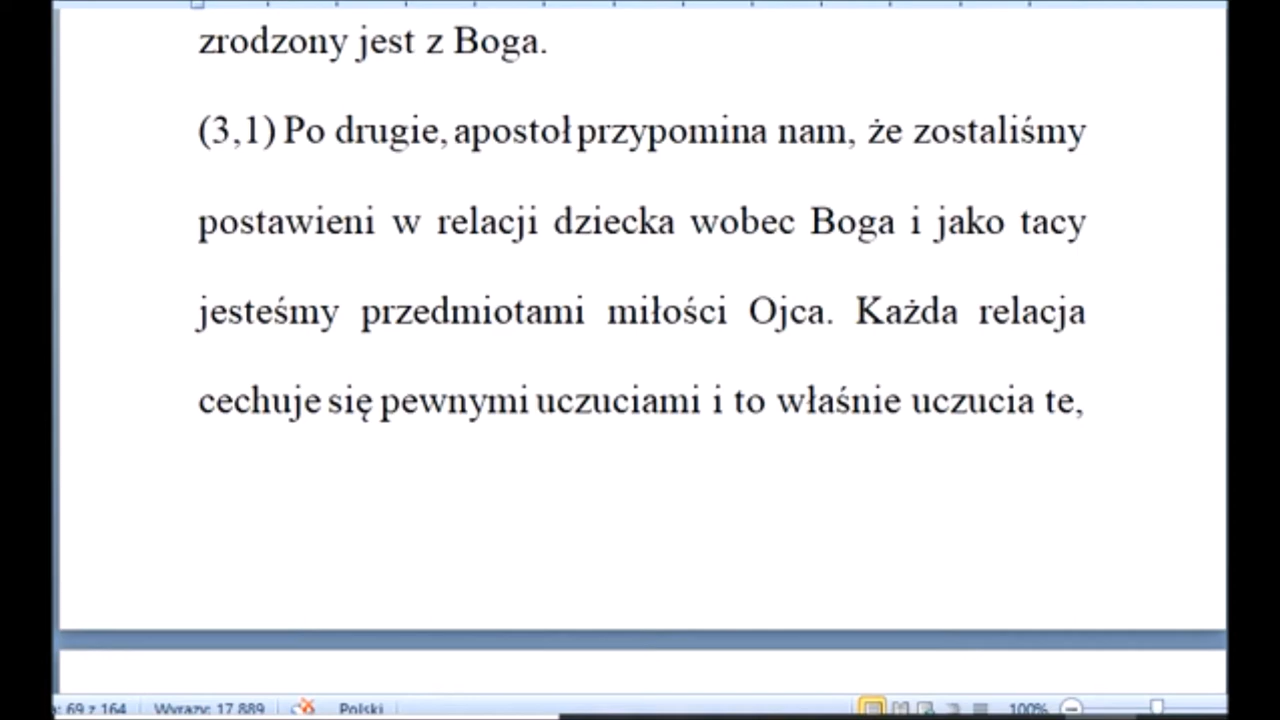 zrodzony jest z Boga.
(3,1) Po drugie, apostoł przypomina nam, że zostaliśmy
postawieni w relacji dziecka wobec Boga i jako tacy
jesteśmy przedmiotami miłości Ojca. Każda relacja
cechuje się pewnymi uczuciami i to właśnie uczucia te,
: 69 z 164 Wyrazy: 17 889 Polski 100%